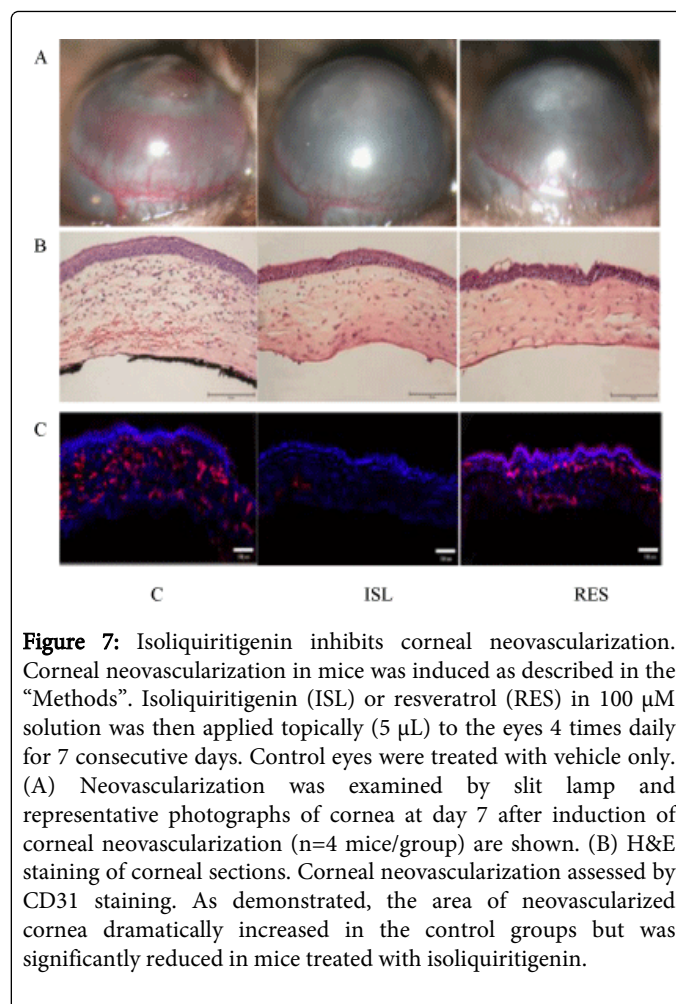 A
B
C
C ISL RES
Figure 7: Isoliquiritigenin inhibits corneal neovascularization.
Corneal neovascularization in mice was induced as described in the
“Methods”. Isoliquiritigenin (ISL) or resveratrol (RES) in 100 μM
solution was then applied topically (5 μL) to the eyes 4 times daily
for 7 consecutive days. Control eyes were treated with vehicle only.
(A) Neovascularization was examined by slit lamp and
representative photographs of cornea at day 7 after induction of
corneal neovascularization (n=4 mice/group) are shown. (B) H&E
staining of corneal sections. Corneal neovascularization assessed by
CD31 staining. As demonstrated, the area of neovascularized
cornea dramatically increased in the control groups but was
significantly reduced in mice treated with isoliquiritigenin.